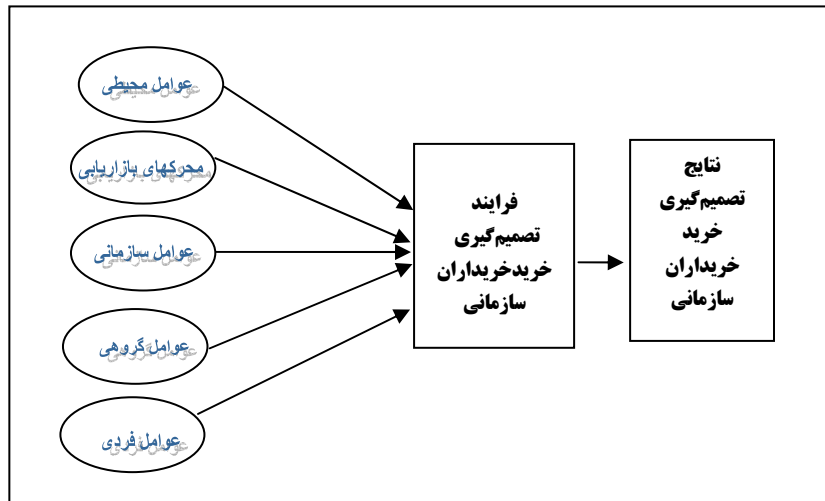 عوامل محیطی
محرکهای بازاریابی
عوامل سازمانی
عوامل گروهی
عوامل فردی
فرایند
تصمیم‌گیری
خریدخریداران
سازمانی
نتایج
تصمیم‌گیری
خرید
خریداران
سازمانی